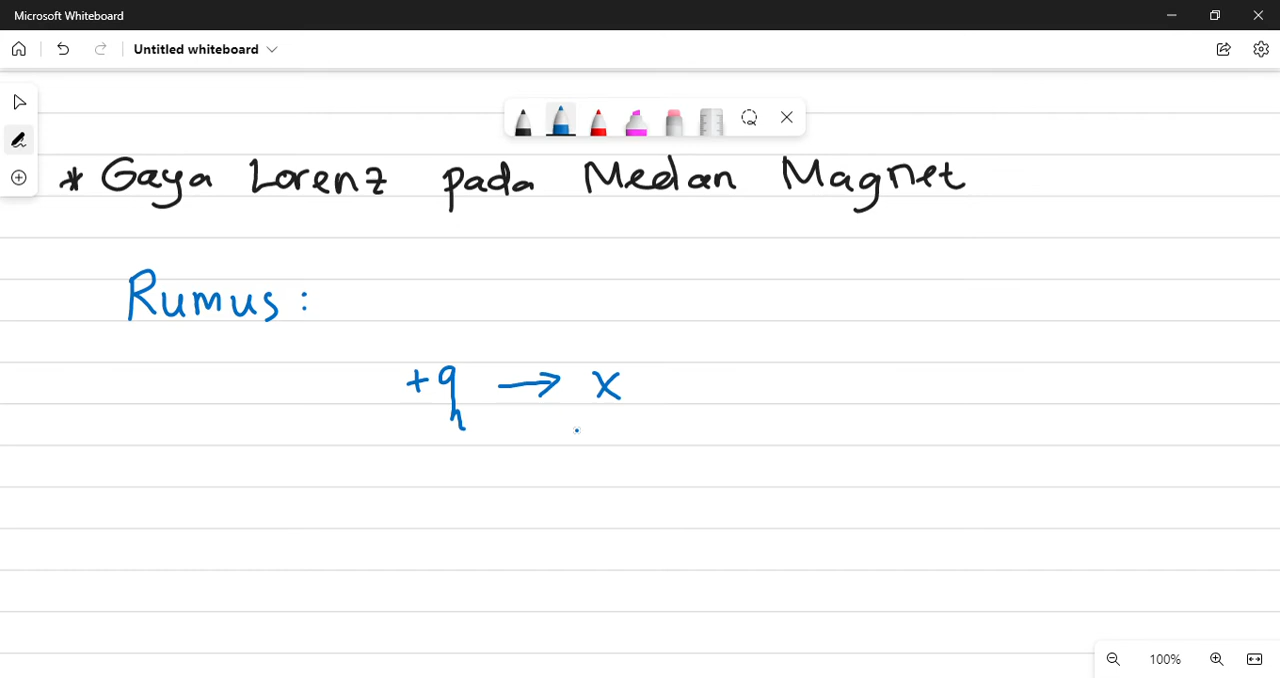 Microsoft Whiteboard
Untitled whiteboard
* Gaya Lorenz pada Medan Magnet
Rumus :
+q → x
100%